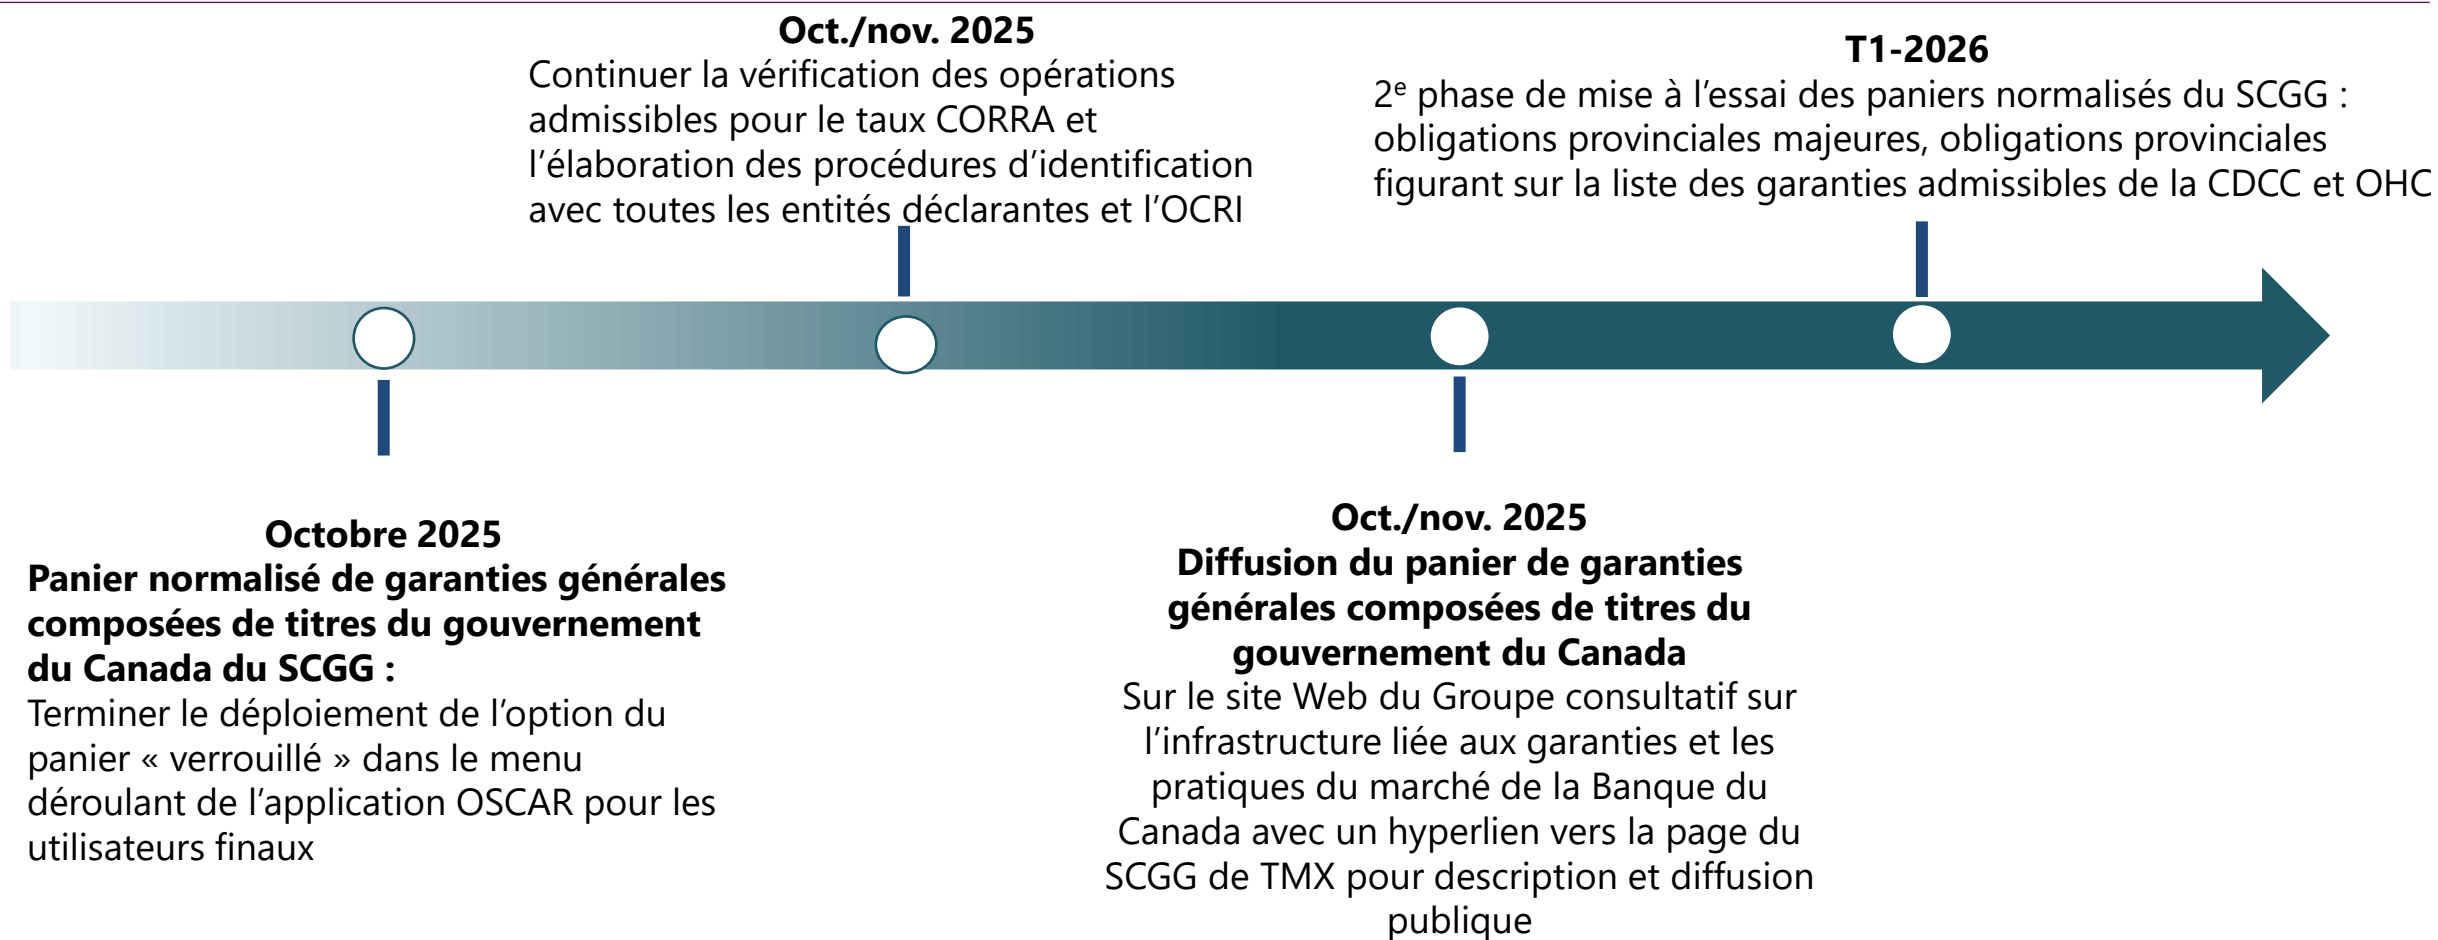 Oct./nov. 2025
Continuer la vérification des opérations
admissibles pour le taux CORRA et
l’élaboration des procédures d’identification
avec toutes les entités déclarantes et l’OCRI
T1-2026
2e phase de mise à l’essai des paniers normalisés du SCGG :
obligations provinciales majeures, obligations provinciales
figurant sur la liste des garanties admissibles de la CDCC et OHC
Octobre 2025
Panier normalisé de garanties générales
composées de titres du gouvernement
du Canada du SCGG :
Terminer le déploiement de l’option du
panier « verrouillé » dans le menu
déroulant de l’application OSCAR pour les
utilisateurs finaux
Oct./nov. 2025
Diffusion du panier de garanties
générales composées de titres du
gouvernement du Canada
Sur le site Web du Groupe consultatif sur
l’infrastructure liée aux garanties et les
pratiques du marché de la Banque du
Canada avec un hyperlien vers la page du
SCGG de TMX pour description et diffusion
publique